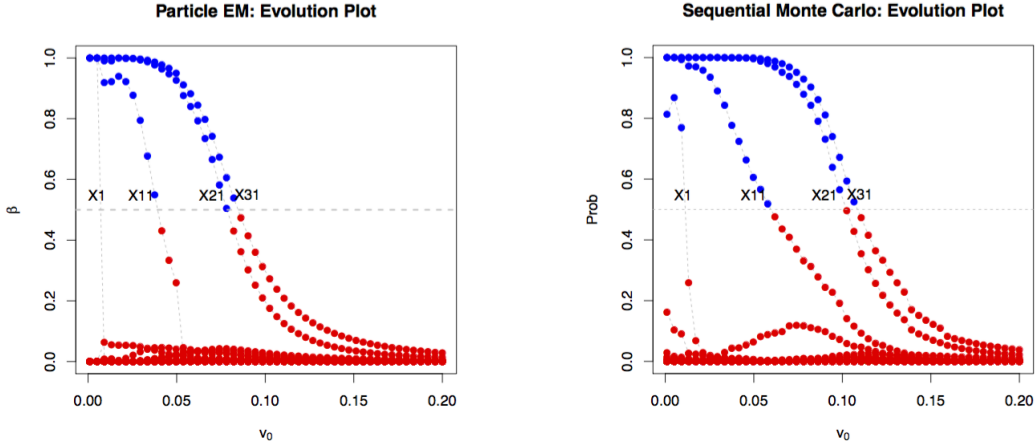 Particle EM: Evolution Plot
β
1.0
0.8
0.6
0.4
0.2
0.0
X1 X11 X21 X31
0.00 0.05 0.10 0.15 0.20
v0
Sequential Monte Carlo: Evolution Plot
Prob
1.0
0.8
0.6
0.4
0.2
0.0
X1 X11 X21 X31
0.00 0.05 0.10 0.15 0.20
v0